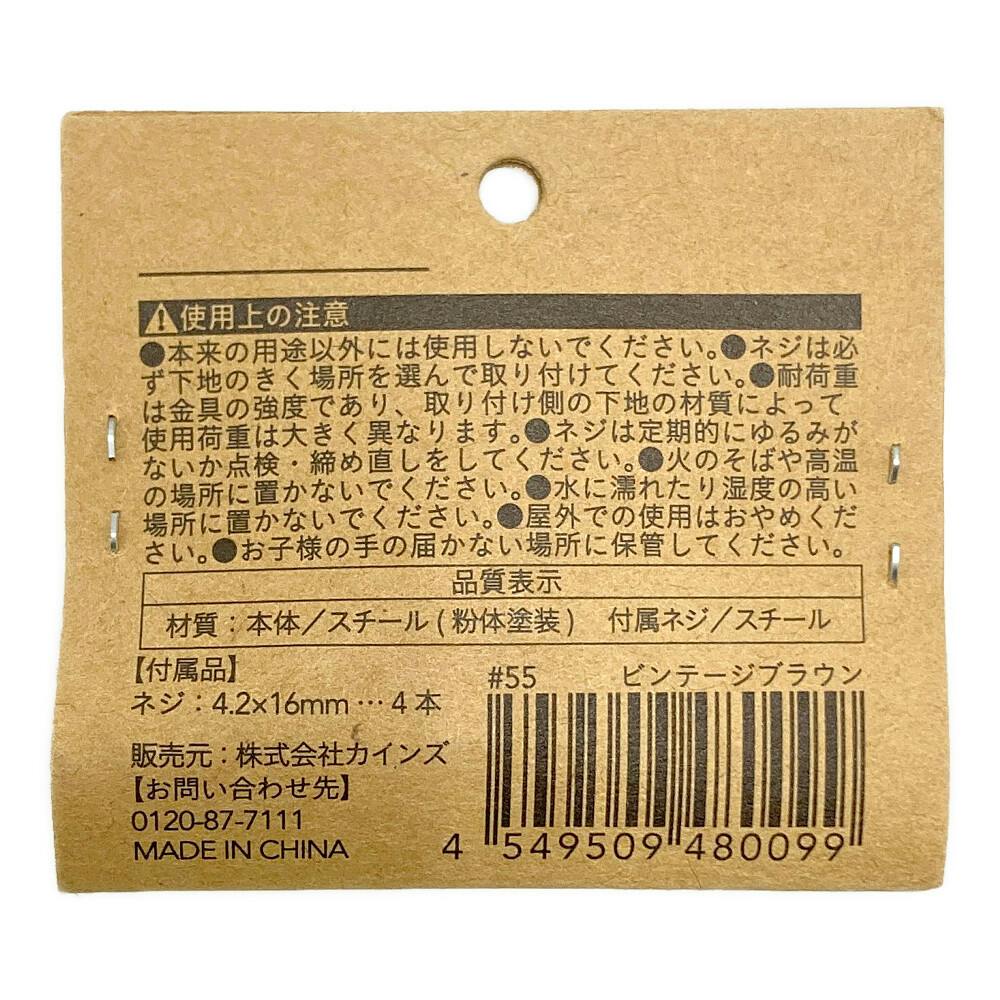 ⚠使用上の注意
●本来の用途以外には使用しないでください。●ネジは必
ず下地のきく場所を選んで取り付けてください。●耐荷重
は金具の強度であり、取り付け側の下地の材質によって
使用荷重は大きく異なります。●ネジは定期的にゆるみが
ないか点検・締め直しをしてください。●火のそばや高温
の場所に置かないでください。●水に濡れたり湿度の高い
場所に置かないでください。●屋外での使用はおやめくだ
さい。●お子様の手の届かない場所に保管してください。
品質表示
材質：本体／スチール(粉体塗装)　付属ネジ／スチール
【付属品】
ネジ：4.2x16mm…4本
#55　ビンテージブラウン
販売元：株式会社カインズ
【お問い合わせ先】
0120-87-7111
MADE IN CHINA
4 549509 480099